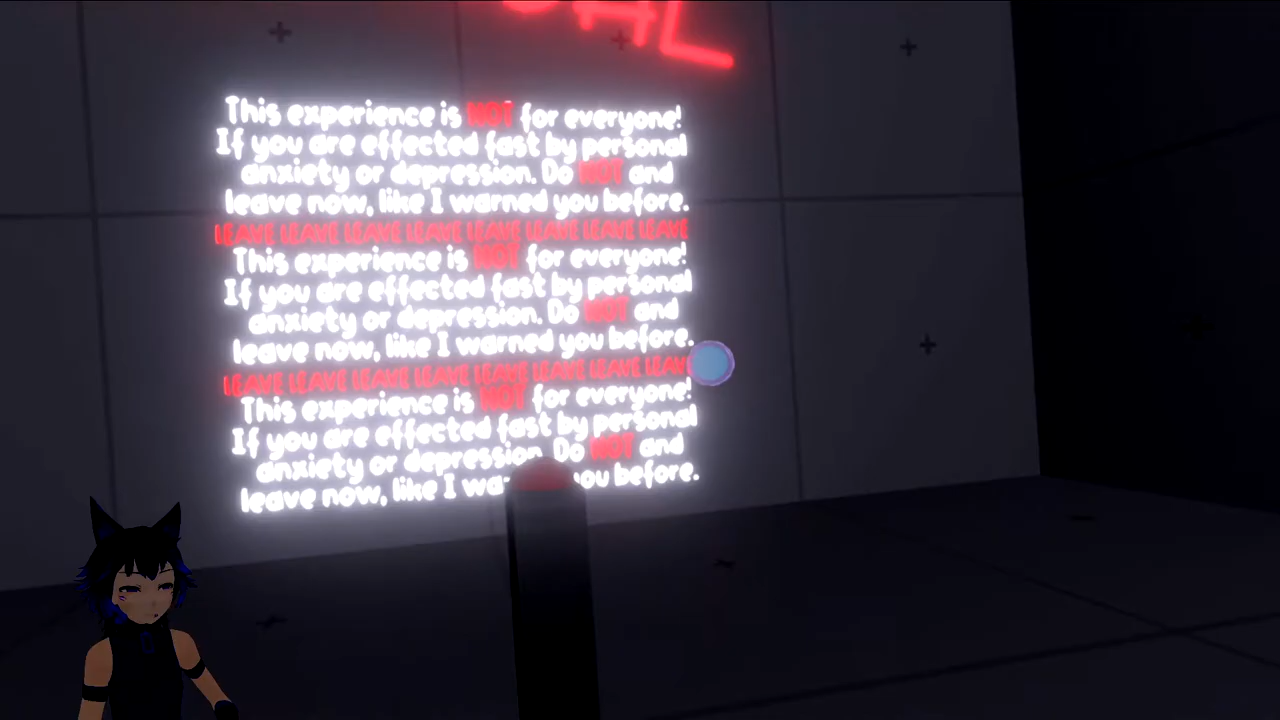 This experience is NOT for everyone!
If you are effected fast by personal
anxiety or depression. Do NOT and
leave now, like I warned you before.
LEAVE LEAVE LEAVE LEAVE LEAVE LEAVE LEAVE LEAVE
This experience is NOT for everyone!
If you are effected fast by personal
anxiety or depression. Do NOT and
leave now, like I warned you before.
LEAVE LEAVE LEAVE LEAVE LEAVE LEAVE LEAVE LEAVE
This experience is NOT for everyone!
If you are effected fast by personal
anxiety or depression. Do NOT and
leave now, like I you before.